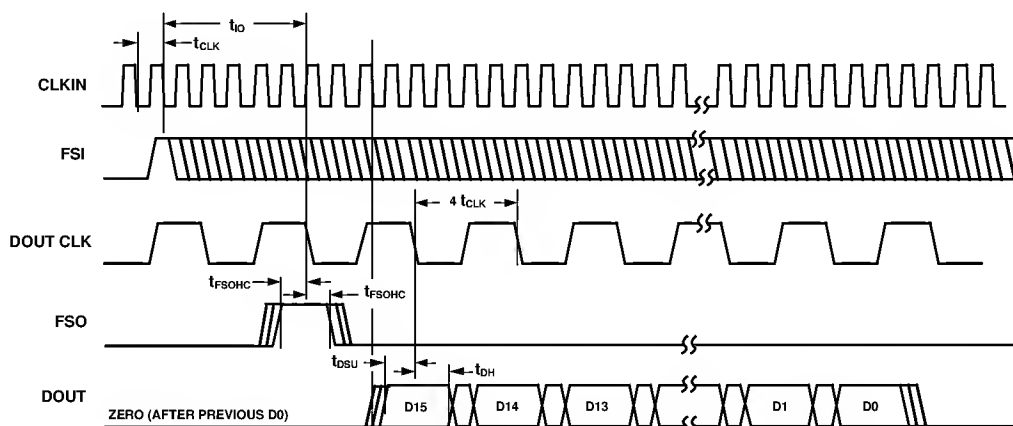 tIO
tCLK
CLKIN
FSI
4 tCLK
DOUT CLK
tFSOHC
tFSOHC
FSO
tDSU
tDH
DOUT
ZERO (AFTER PREVIOUS D0)
D15
D14
D13
D1
D0